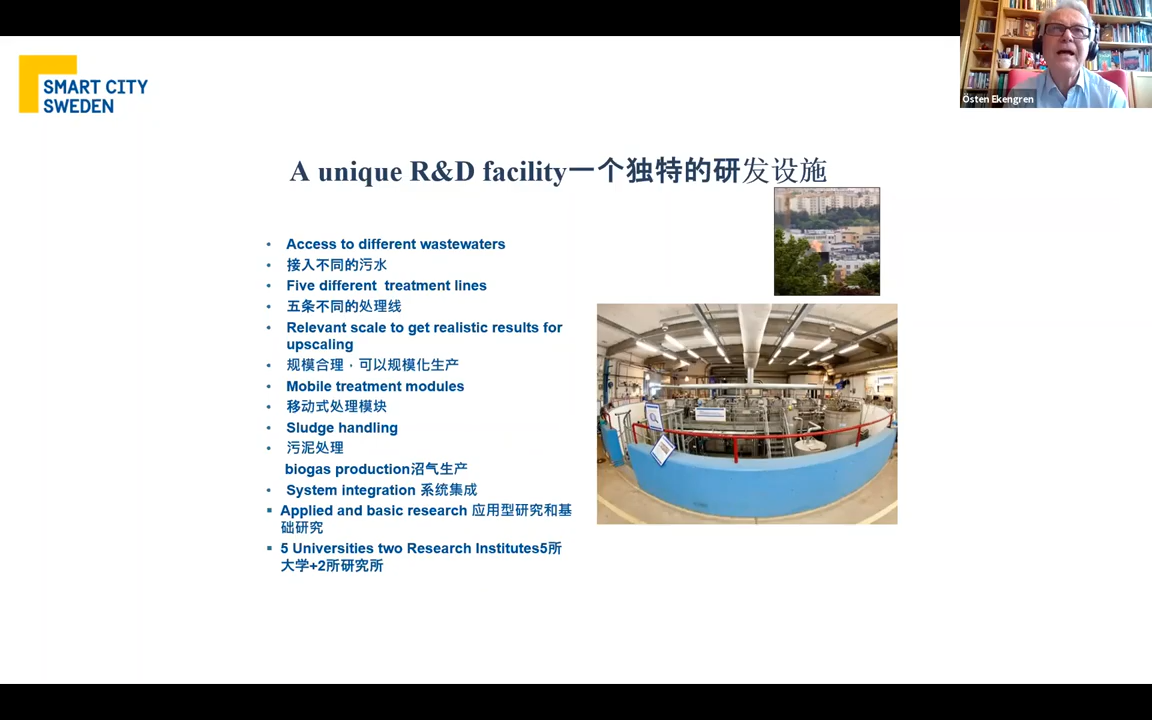 SMART CITY
SWEDEN
Östen Ekengren
A unique R&D facility一个独特的研发设施
• Access to different wastewaters
• 接入不同的污水
• Five different treatment lines
• 五条不同的处理线
• Relevant scale to get realistic results for
upscaling
• 规模合理，可以规模化生产
• Mobile treatment modules
• 移动式处理模块
• Sludge handling
• 污泥处理
biogas production沼气生产
• System integration 系统集成
▪ Applied and basic research 应用型研究和基
础研究
▪ 5 Universities two Research Institutes5所
大学+2所研究所